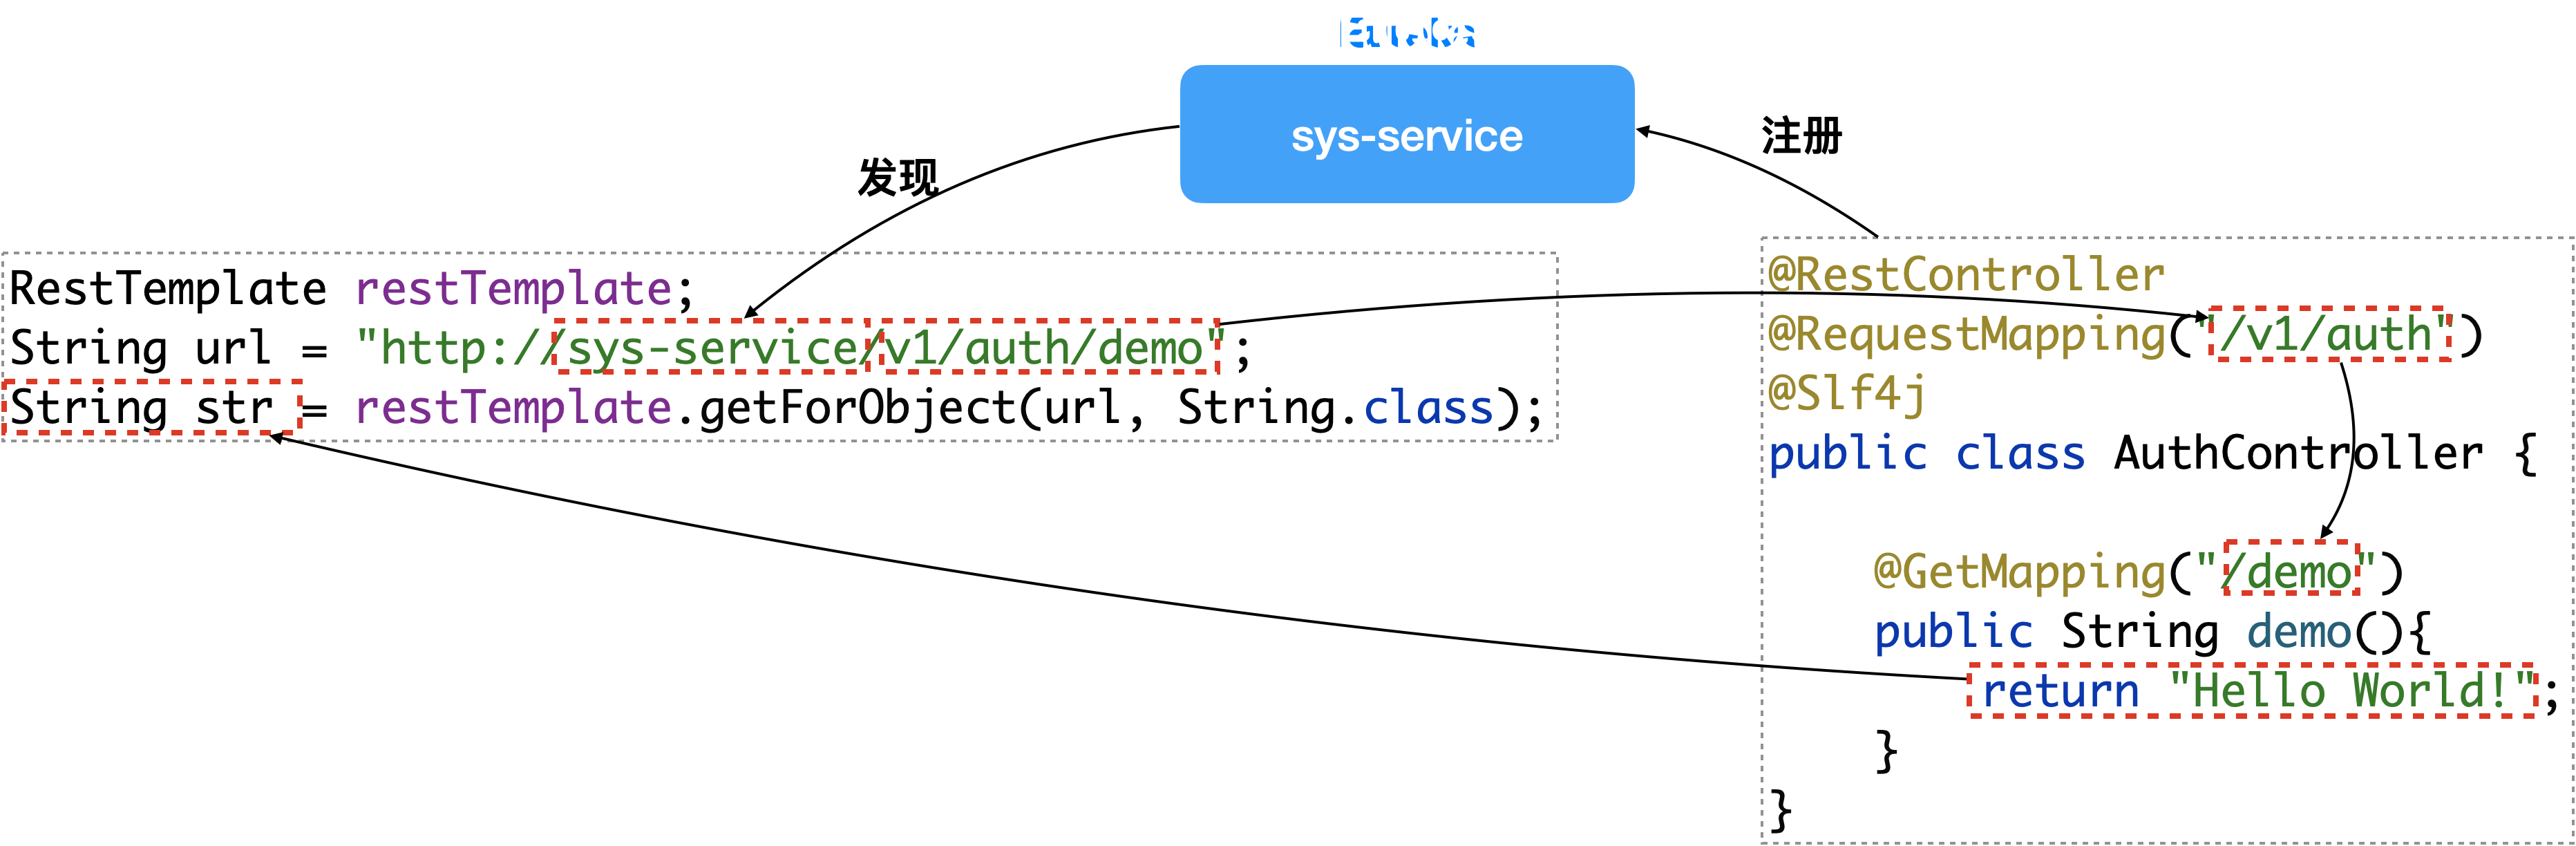 sys-service
注册
发现
RestTemplate restTemplate;
String url = "http://sys-service/v1/auth/demo";
String str = restTemplate.getForObject(url, String.class);
@RestController
@RequestMapping("/v1/auth")
@Slf4j
public class AuthController {
@GetMapping("/demo")
public String demo(){
return "Hello World!";
}
}